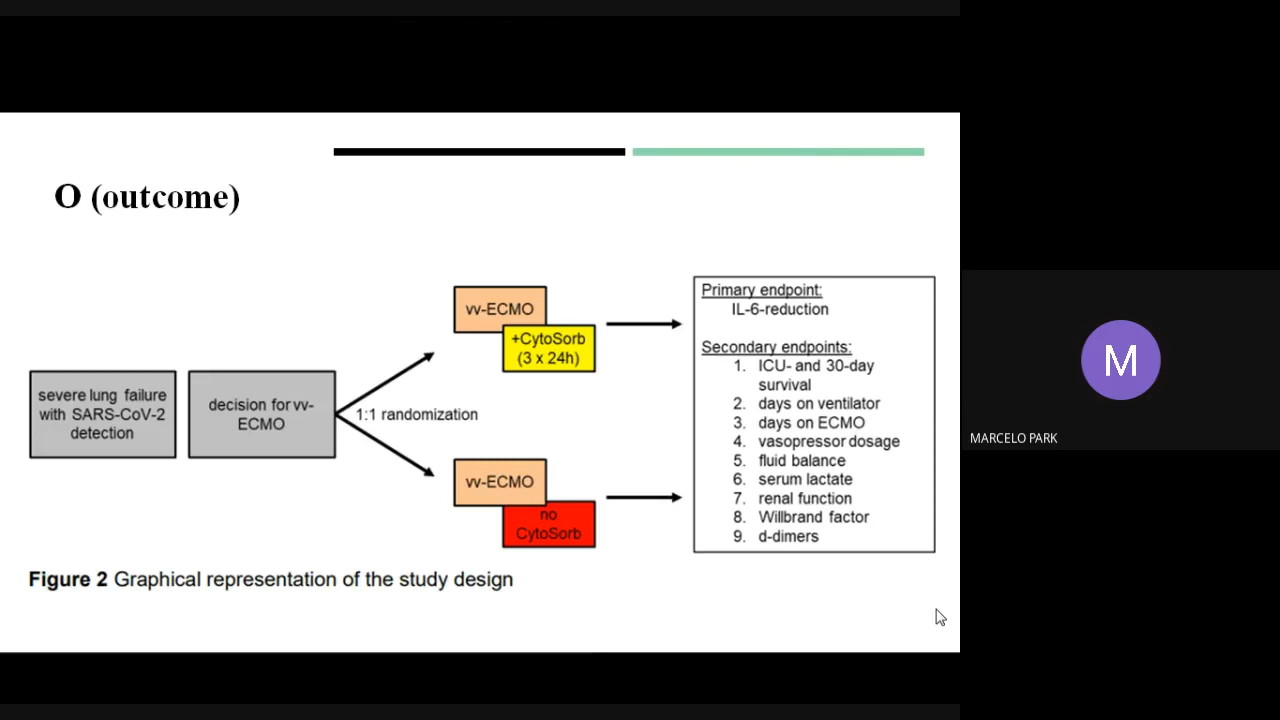 O (outcome)
severe lung failure
with SARS-CoV-2
detection
decision for vv-
ECMO
1:1 randomization
vv-ECMO
+CytoSorb
(3 x 24h)
vv-ECMO
no
CytoSorb
Primary endpoint:
IL-6-reduction
Secondary endpoints:
1. ICU- and 30-day
survival
2. days on ventilator
3. days on ECMO
4. vasopressor dosage
5. fluid balance
6. serum lactate
7. renal function
8. Willbrand factor
9. d-dimers
Figure 2 Graphical representation of the study design
M
MARCELO PARK